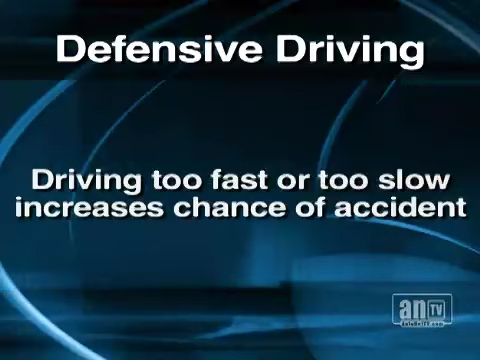 Defensive Driving
Driving too fast or too slow
increases chance of accident
an TV